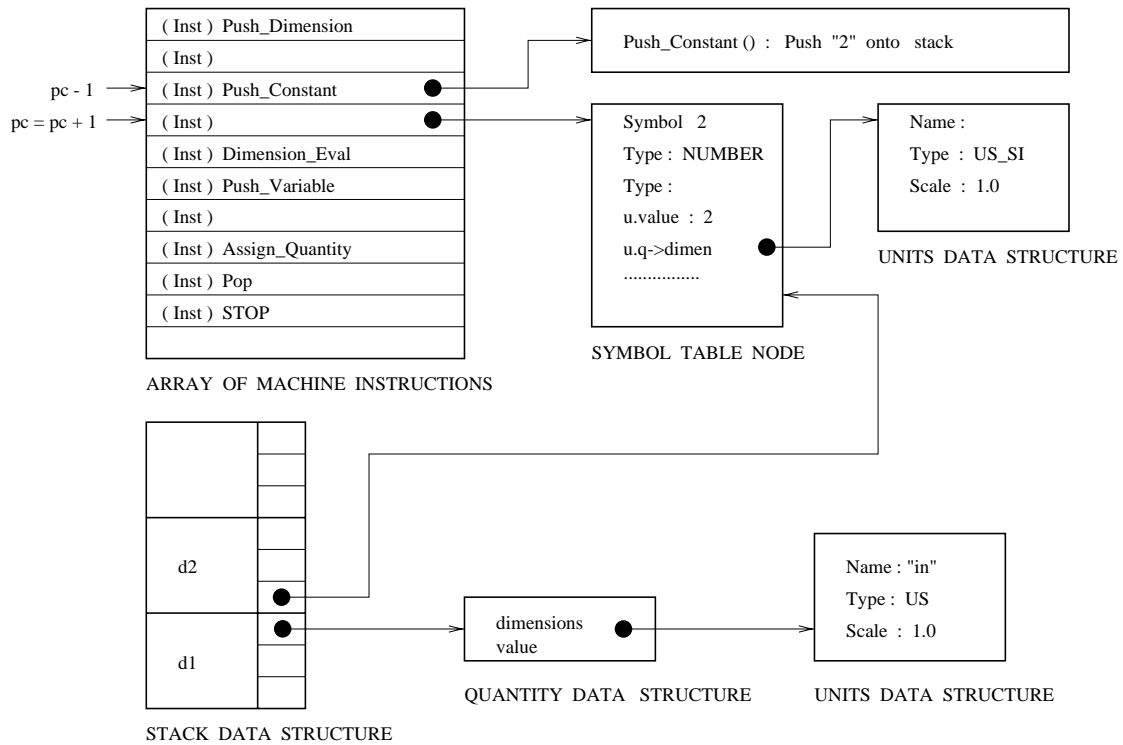 ( Inst ) Push_Dimension
( Inst )
pc - 1
( Inst ) Push_Constant
pc = pc + 1
( Inst )
( Inst ) Dimension_Eval
( Inst ) Push_Variable
( Inst )
( Inst ) Assign_Quantity
( Inst ) Pop
( Inst ) STOP
ARRAY OF MACHINE INSTRUCTIONS
Push_Constant () : Push "2" onto stack
Symbol 2
Type : NUMBER
Type :
u.value : 2
u.q->dimen
................
SYMBOL TABLE NODE
Name :
Type : US_SI
Scale : 1.0
UNITS DATA STRUCTURE
d2
d1
STACK DATA STRUCTURE
dimensions
value
QUANTITY DATA STRUCTURE
Name : "in"
Type : US
Scale : 1.0
UNITS DATA STRUCTURE